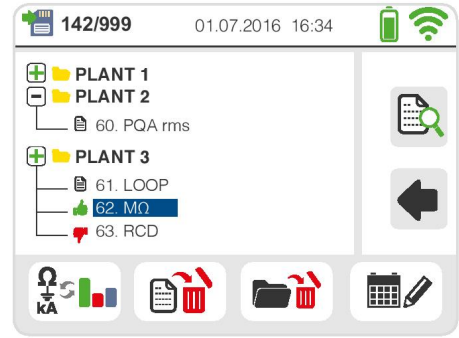 142/999 01.07.2016 16:34
PLANT 1
PLANT 2
60. PQA rms
PLANT 3
61. LOOP
62. MΩ
63. RCD
Ω
kA